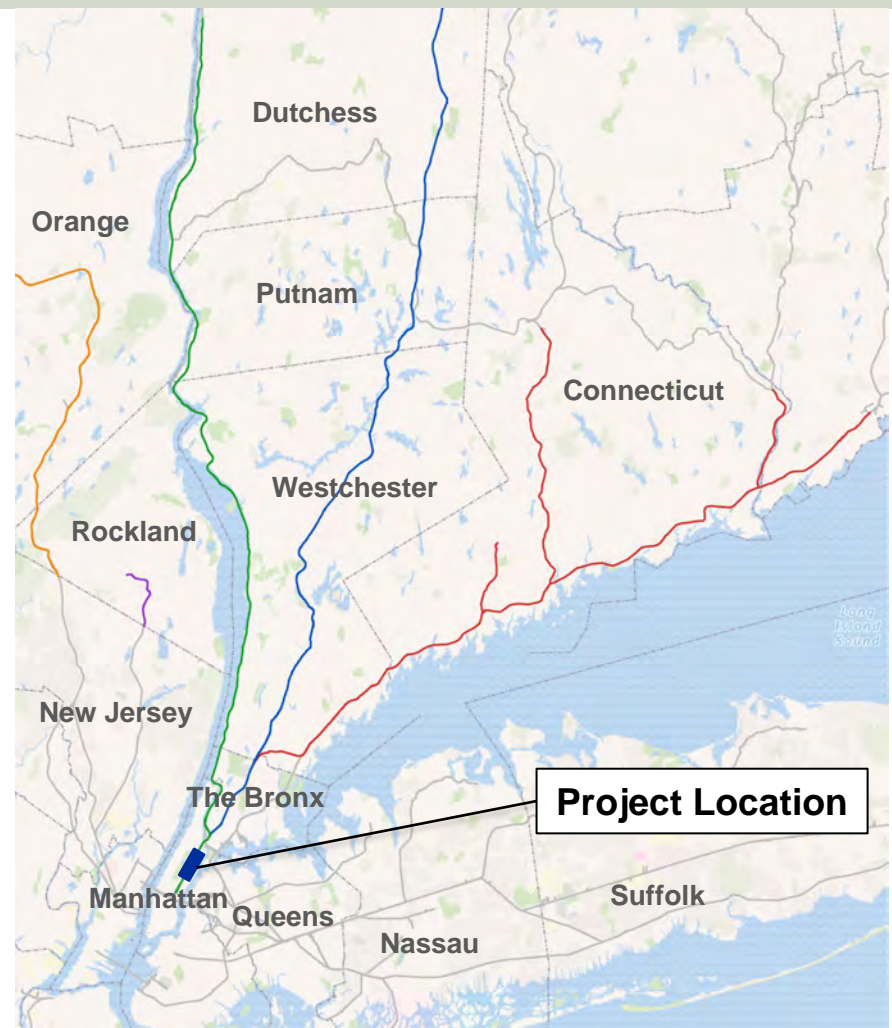 Dutchess
Orange
Putnam
Connecticut
Westchester
Rockland
Long
Island
Sound
New Jersey
The Bronx
Project Location
Manhattan
Suffolk
Queens
Nassau